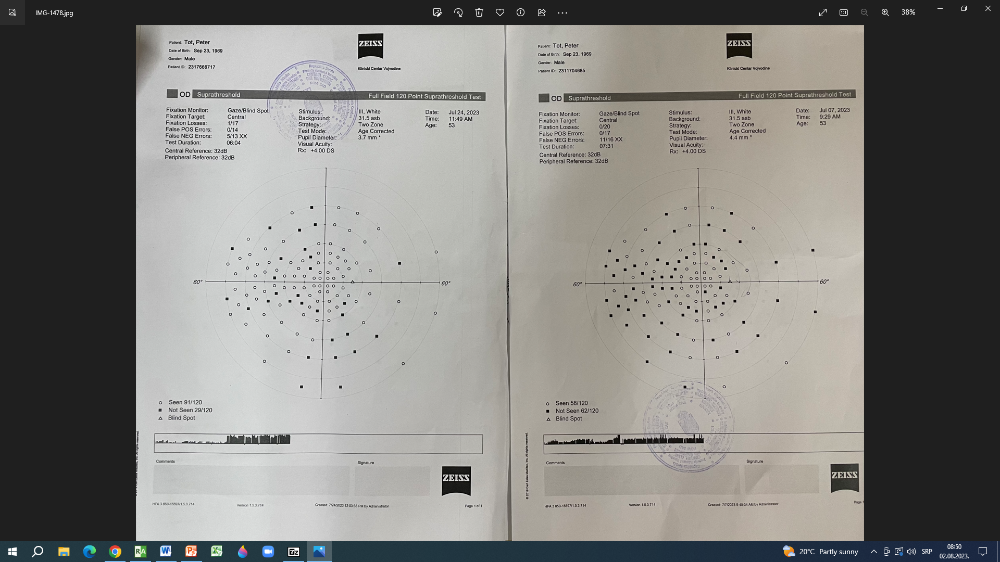 IMG-1478.jpg
38%
Patient: Tot, Peter
Date of Birth: Sep 23, 1969
Gender: Male
Patient ID: 2317666717
ZEISS
Klinicki Centar Vojvodine
OD Suprathreshold Full Field 120 Point Suprathreshold Test
Fixation Monitor: Gaze/Blind Spot
Fixation Target: Central
Fixation Losses: 1/17
False POS Errors: 0/14
False NEG Errors: 5/13 XX
Test Duration: 06:04
Central Reference: 32dB
Peripheral Reference: 32dB
Stimulus: III, White
Background: 31.5 asb
Strategy: Two Zone
Test Mode: Age Corrected
Pupil Diameter: 3.7 mm *
Visual Acuity:
Rx: +4.00 DS
Date: Jul 24, 2023
Time: 11:49 AM
Age: 53
60° 60°
Seen 91/120
Not Seen 29/120
Blind Spot
Comments
Signature
ZEISS
HFA 3 850-15597/1.5.3.714
Version 1.5.3.714
Created: 7/24/2023 12:03:33 PM by Administrator
Page 1 of 1
Patient: Tot, Peter
Date of Birth: Sep 23, 1969
Gender: Male
Patient ID: 2311704685
ZEISS
Klinicki Centar Vojvodine
OD Suprathreshold Full Field 120 Point Suprathreshold Test
Fixation Monitor: Gaze/Blind Spot
Fixation Target: Central
Fixation Losses: 0/20
False POS Errors: 0/17
False NEG Errors: 11/16 XX
Test Duration: 07:31
Central Reference: 32dB
Peripheral Reference: 32dB
Stimulus: III, White
Background: 31.5 asb
Strategy: Two Zone
Test Mode: Age Corrected
Pupil Diameter: 4.4 mm *
Visual Acuity:
Rx: +4.00 DS
Date: Jul 07, 2023
Time: 9:29 AM
Age: 53
60° 60°
Seen 58/120
Not Seen 62/120
Blind Spot
© 2019 Carl Zeiss Meditec, Inc. All rights reserved.
Comments
Signature
ZEISS
HFA 3 850-15597/1.5.3.714
Version 1.5.3.714
Created: 7/7/2023 9:45:34 AM by Administrator
Page 1
20°C Partly sunny
SRP
08:50
02.08.2023.